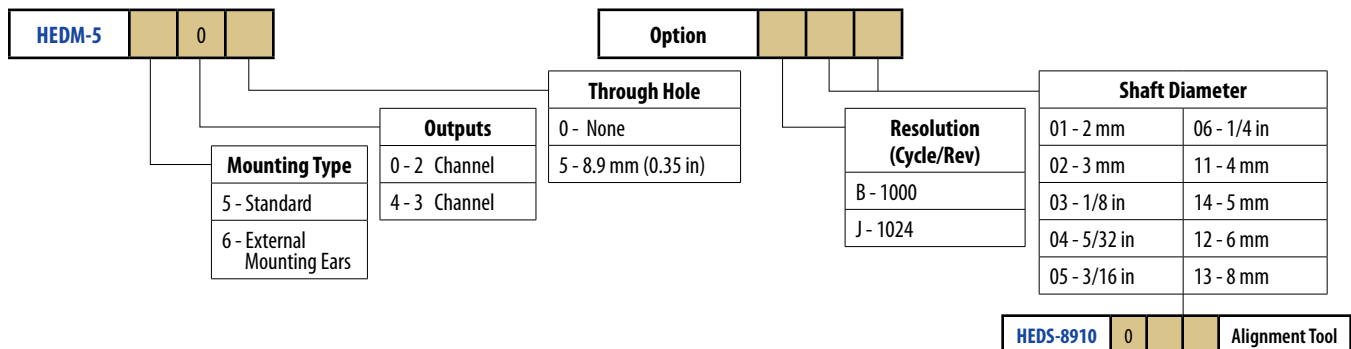 HEDM-5 0
Option
Through Hole
0 - None
5 - 8.9 mm (0.35 in)
Outputs
0 - 2 Channel
4 - 3 Channel
Mounting Type
5 - Standard
6 - External
Mounting Ears
Resolution
(Cycle/Rev)
B - 1000
J - 1024
Shaft Diameter
01 - 2 mm 06 - 1/4 in
02 - 3 mm 11 - 4 mm
03 - 1/8 in 14 - 5 mm
04 - 5/32 in 12 - 6 mm
05 - 3/16 in 13 - 8 mm
HEDS-8910 0 Alignment Tool